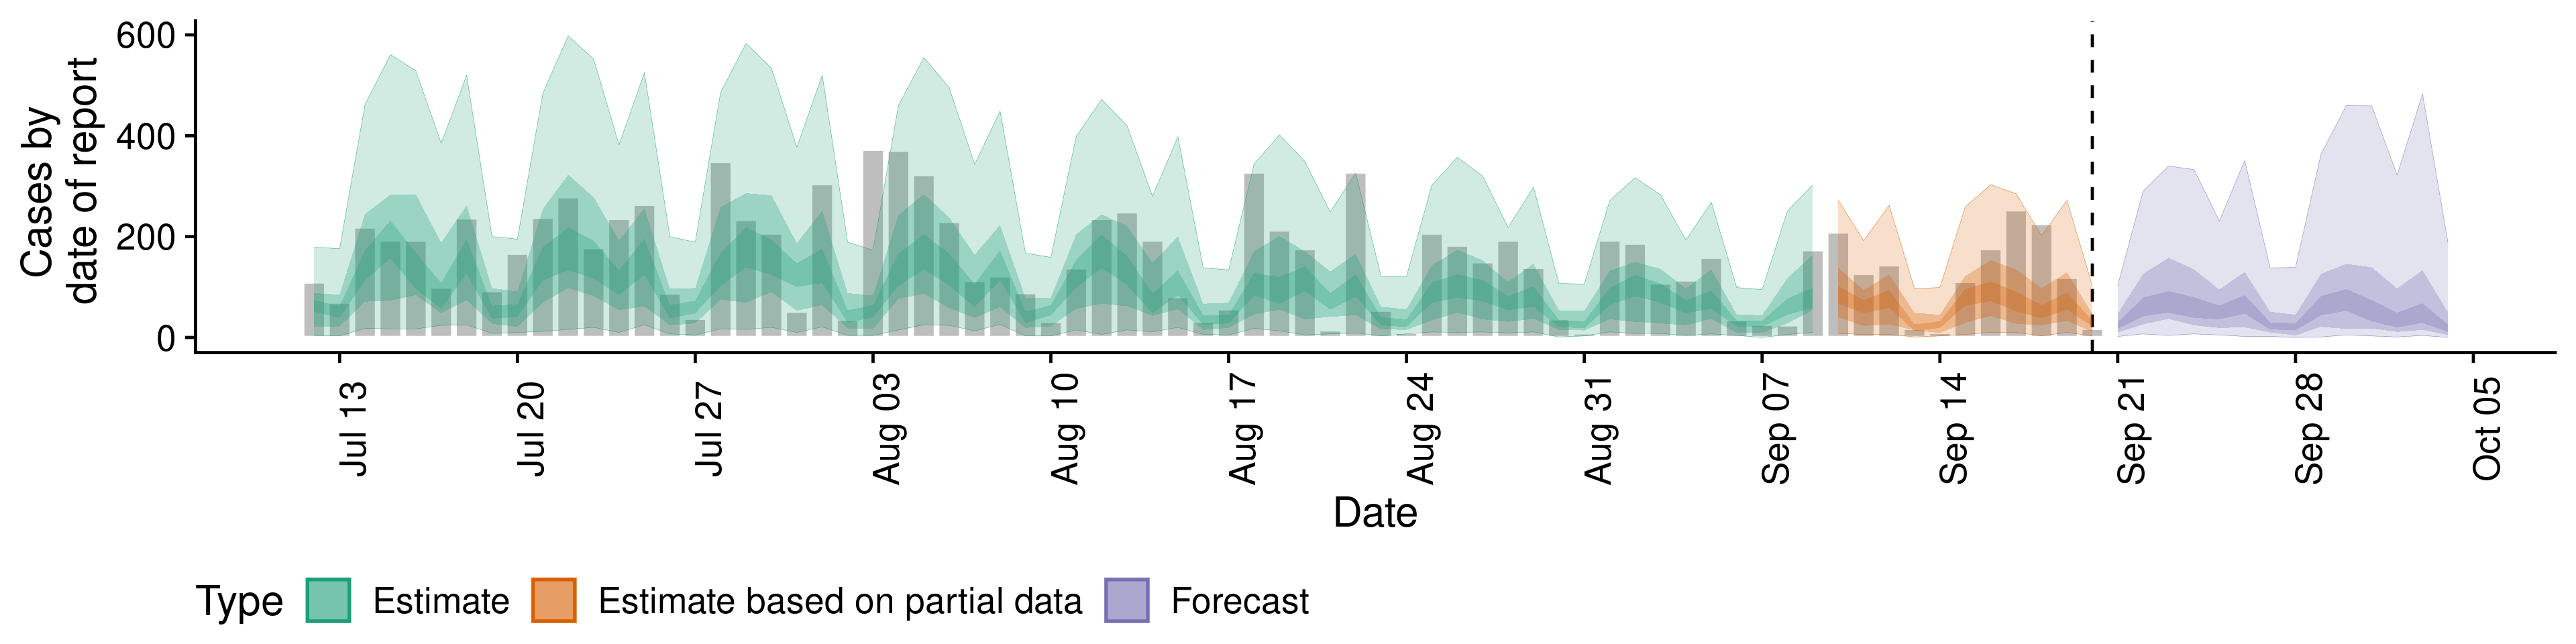 Cases by
date of report
600
400
200
0
Jul 13
Jul 20
Jul 27
Aug 03
Aug 10
Aug 17
Aug 24
Aug 31
Sep 07
Sep 14
Sep 21
Sep 28
Oct 05
Date
Type
Estimate
Estimate based on partial data
Forecast